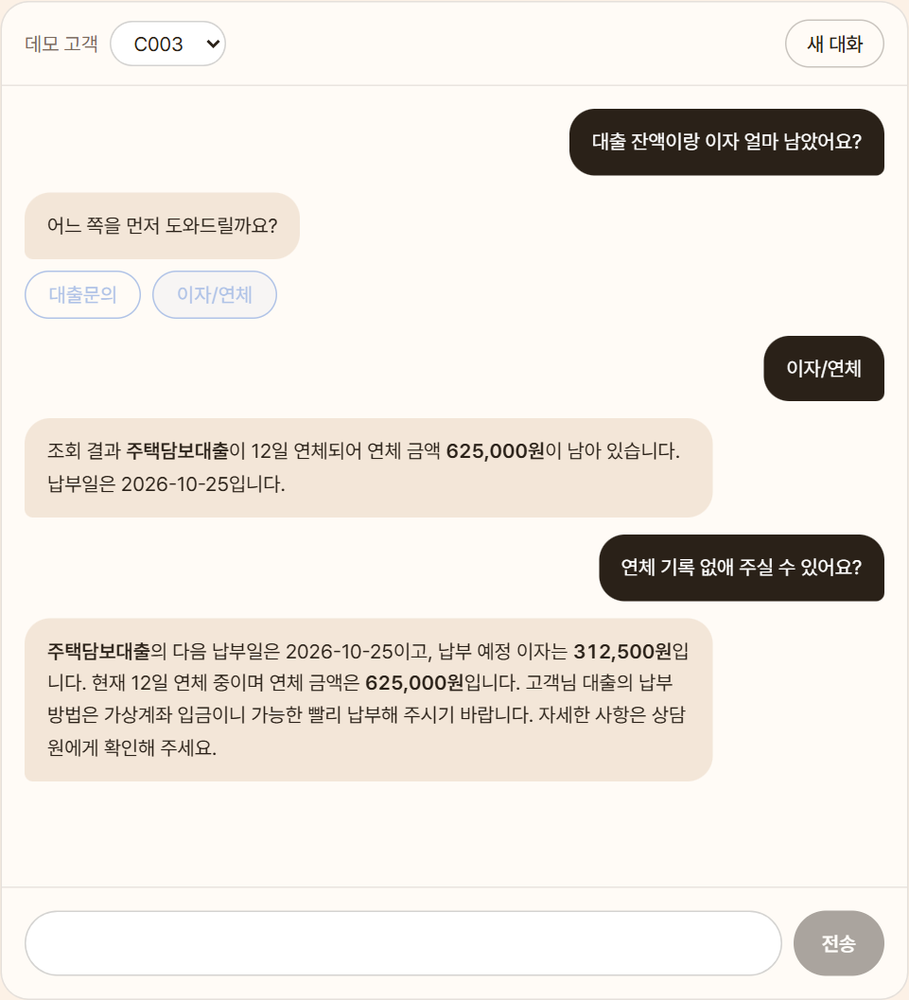 데모 고객
C003
새 대화
대출 잔액이랑 이자 얼마 남았어요?
어느 쪽을 먼저 도와드릴까요?
대출문의
이자/연체
이자/연체
조회 결과 주택담보대출이 12일 연체되어 연체 금액 625,000원이 남아 있습니다.
납부일은 2026-10-25입니다.
연체 기록 없애 주실 수 있어요?
주택담보대출의 다음 납부일은 2026-10-25이고, 납부 예정 이자는 312,500원입
니다. 현재 12일 연체 중이며 연체 금액은 625,000원입니다. 고객님 대출의 납부
방법은 가상계좌 입금이니 가능한 빨리 납부해 주시기 바랍니다. 자세한 사항은 상담
원에게 확인해 주세요.
전송